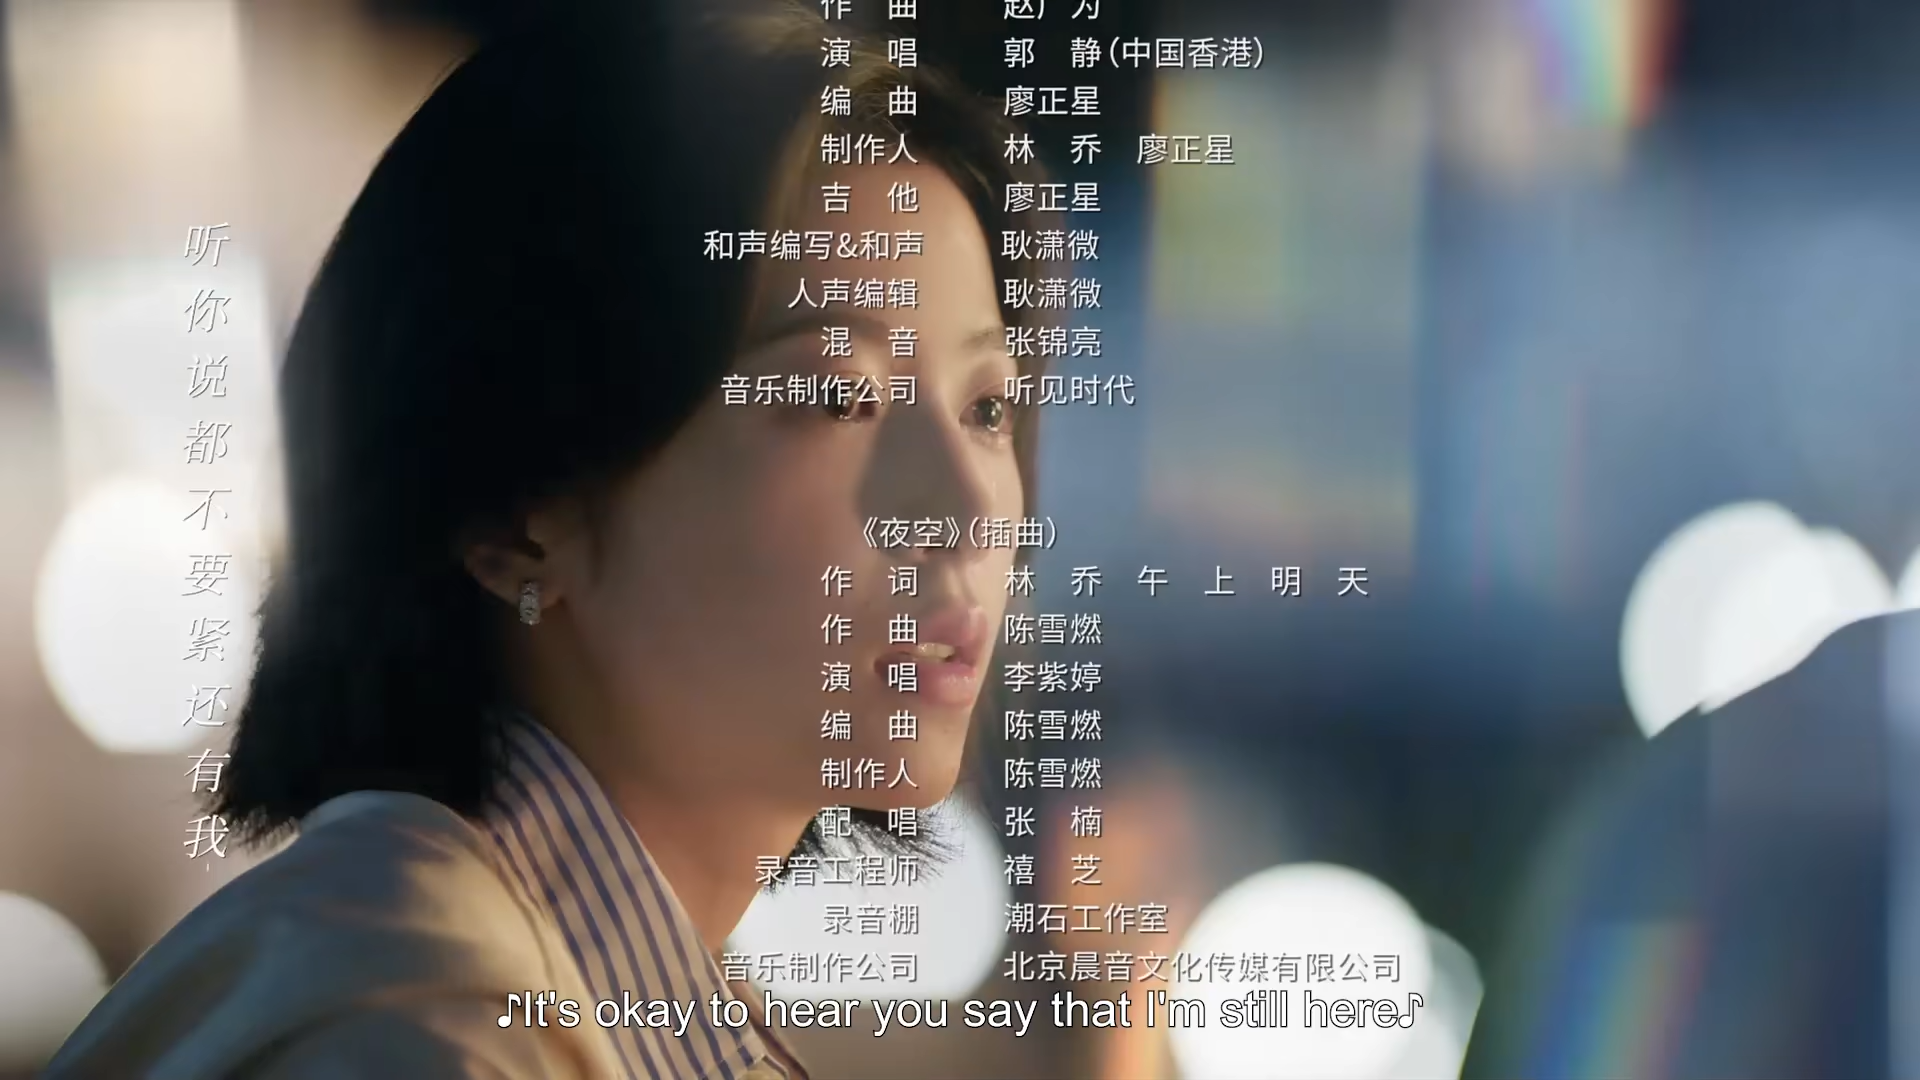 作 曲 赵广为
演 唱 郭 静(中国香港)
编 曲 廖正星
制作人 林 乔 廖正星
吉 他 廖正星
和声编写&和声 耿潇微
人声编辑 耿潇微
混 音 张锦亮
音乐制作公司 听见时代
《夜空》(插曲)
作 词 林 乔 午 上 明 天
作 曲 陈雪燃
演 唱 李紫婷
编 曲 陈雪燃
制作人 陈雪燃
配 唱 张 楠
录音工程师 禧 芝
录音棚 潮石工作室
音乐制作公司 北京晨音文化传媒有限公司
听你说都不要紧还有我
♪It's okay to hear you say that I'm still here♪